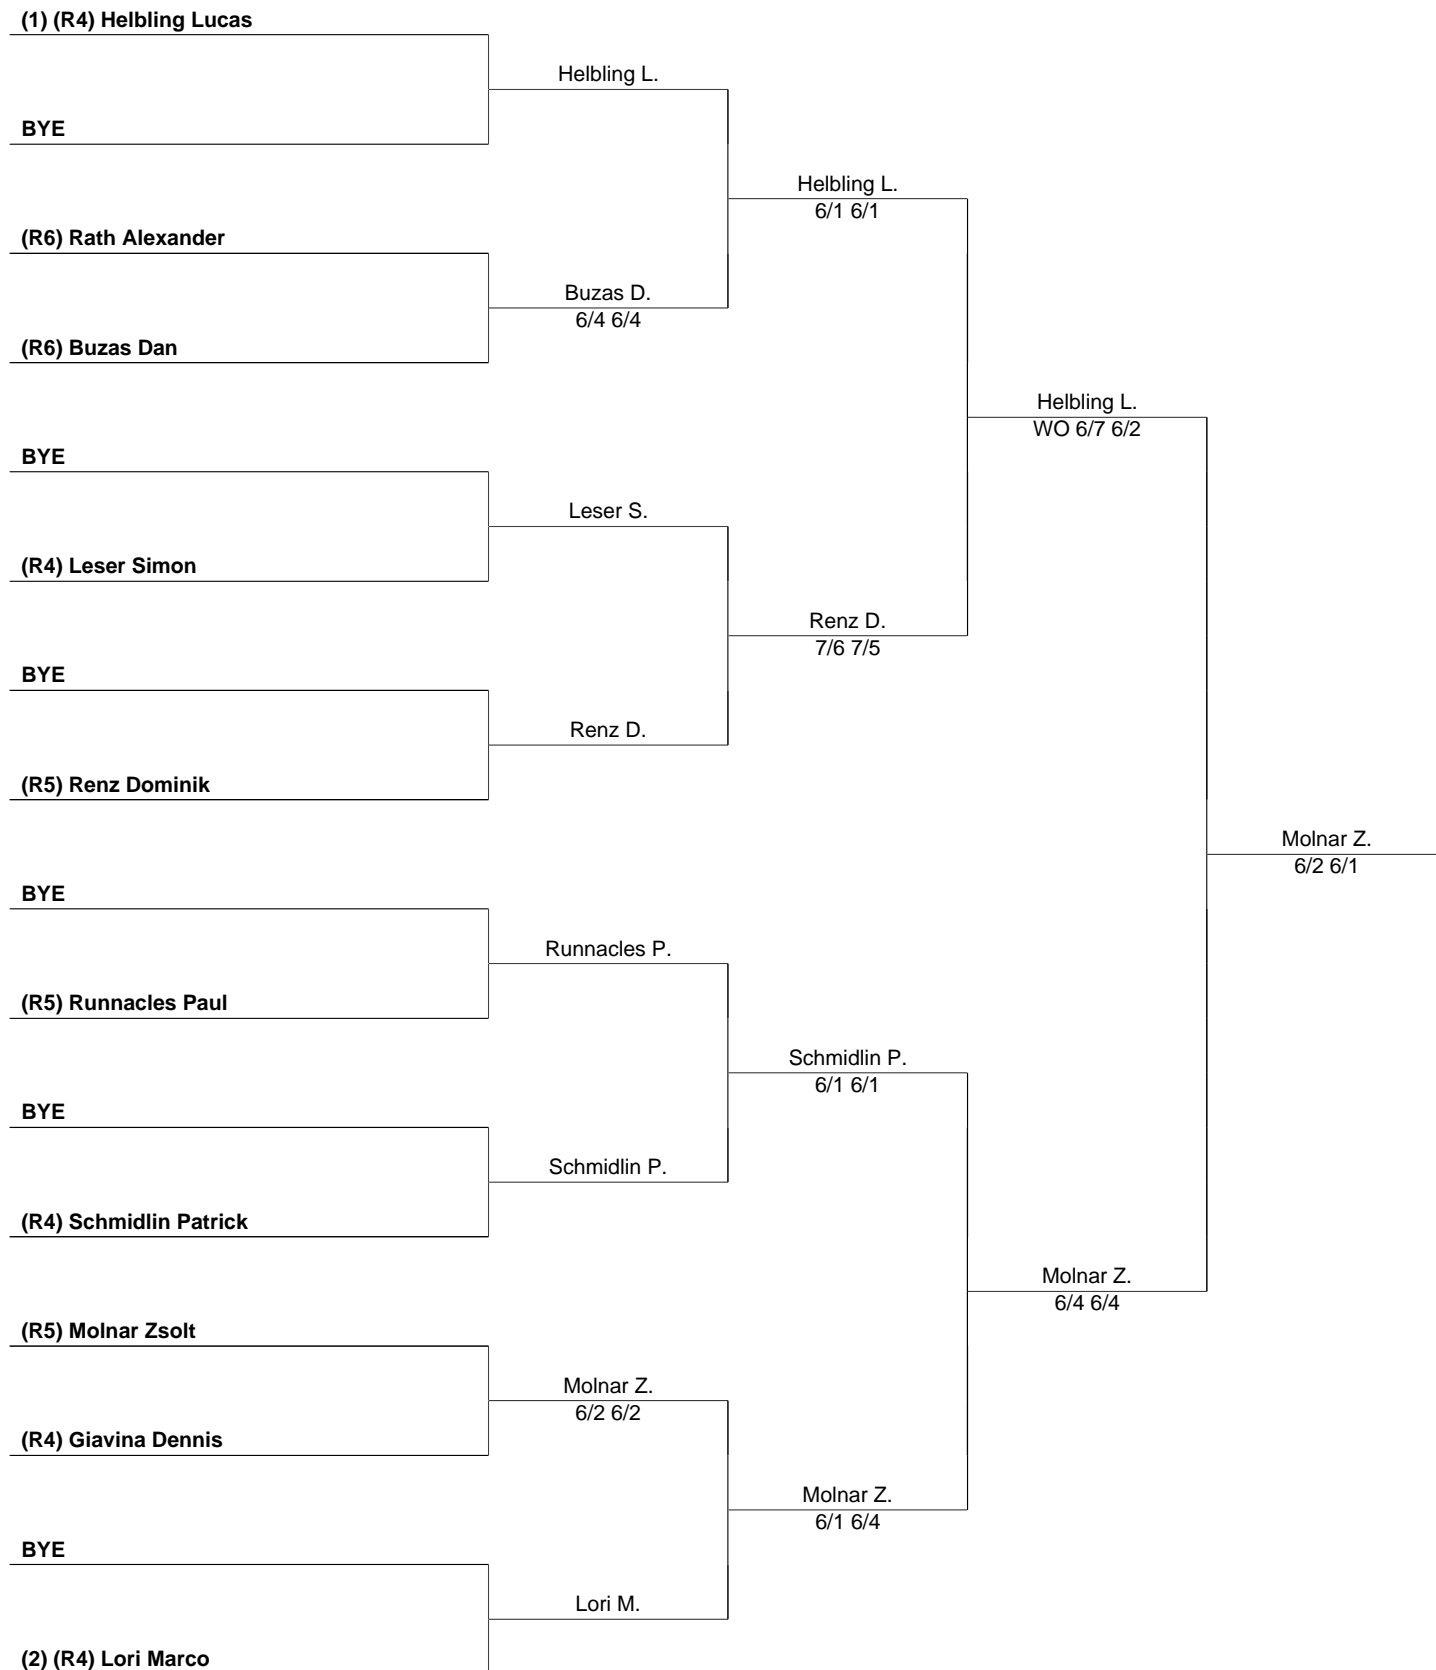 (1) (R4) Helbling Lucas
Helbling L.
BYE
Helbling L.
6/1 6/1
(R6) Rath Alexander
Buzas D.
6/4 6/4
(R6) Buzas Dan
Helbling L.
WO 6/7 6/2
BYE
Leser S.
(R4) Leser Simon
Renz D.
7/6 7/5
BYE
Renz D.
(R5) Renz Dominik
Molnar Z.
6/2 6/1
BYE
Runnacles P.
(R5) Runnacles Paul
Schmidlin P.
6/1 6/1
BYE
Schmidlin P.
(R4) Schmidlin Patrick
Molnar Z.
6/4 6/4
(R5) Molnar Zsolt
Molnar Z.
6/2 6/2
(R4) Giavina Dennis
Molnar Z.
6/1 6/4
BYE
Lori M.
(2) (R4) Lori Marco